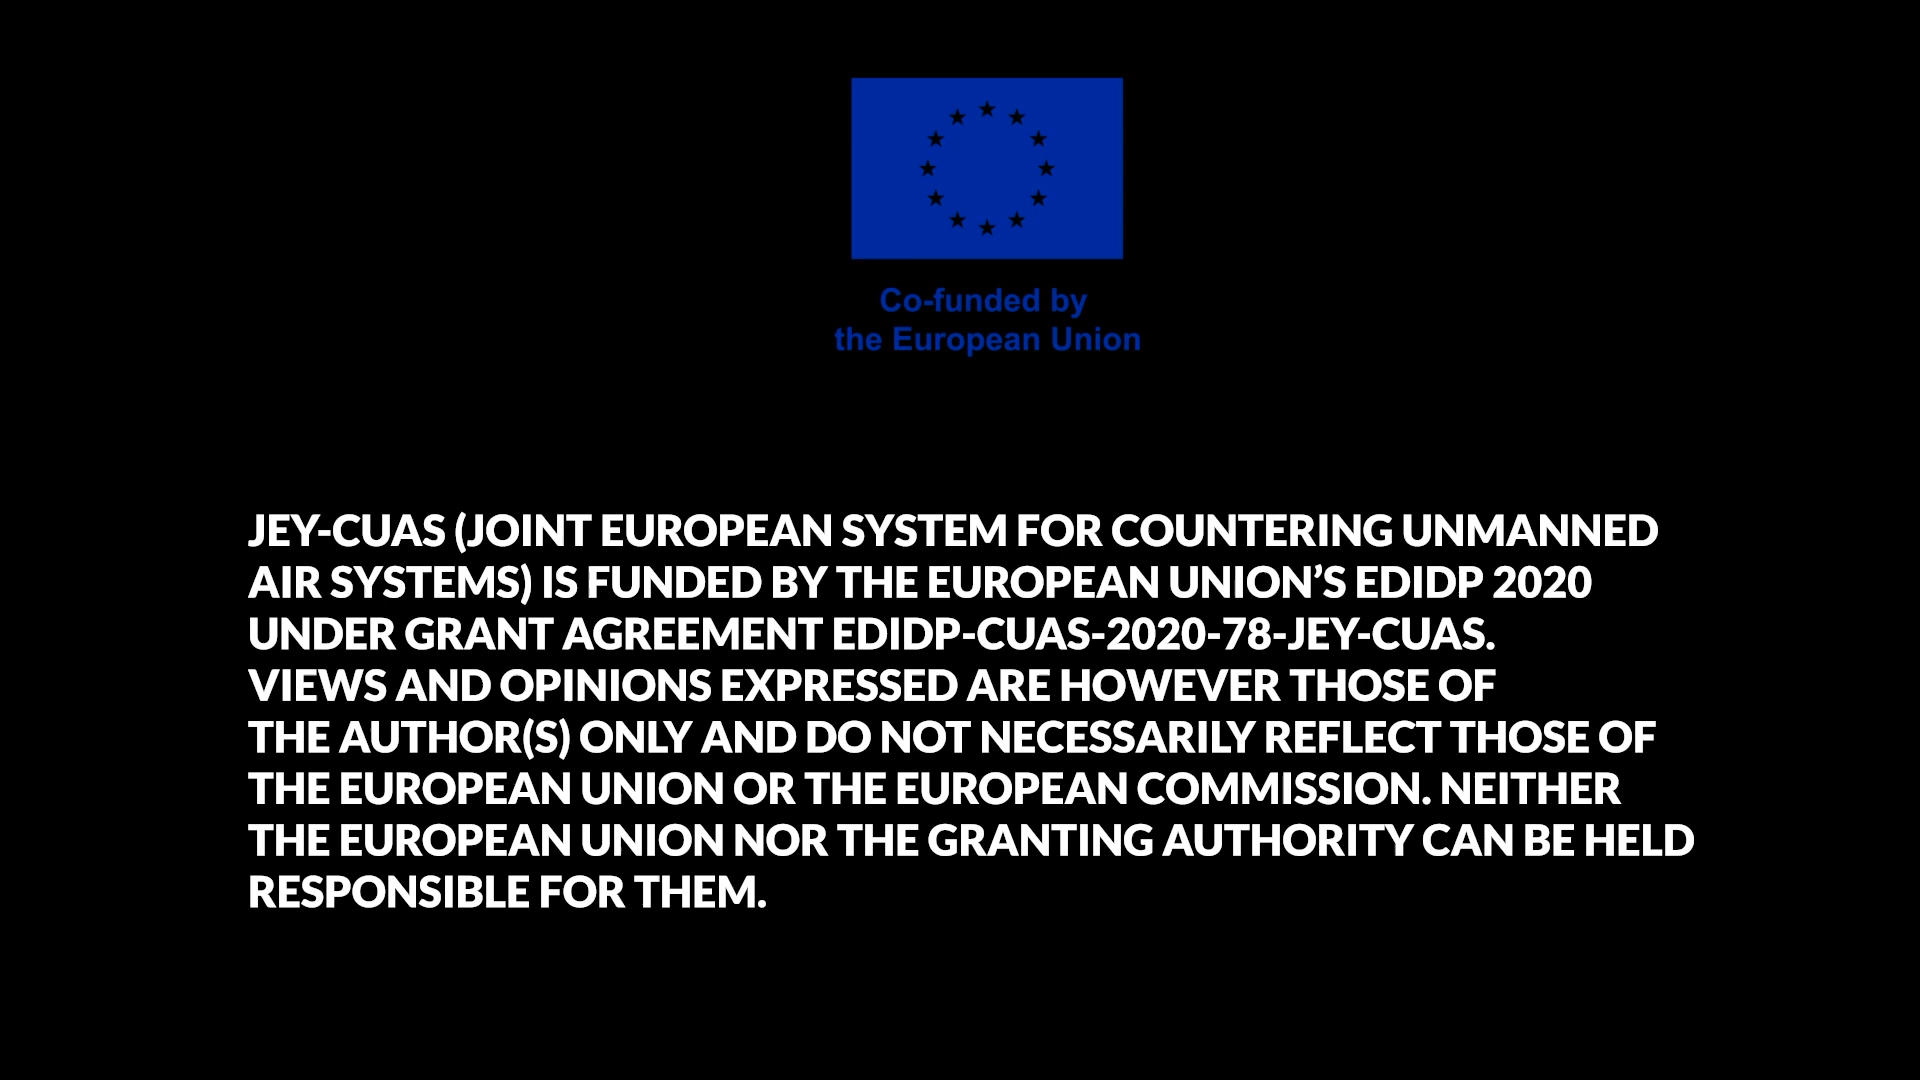 Co-funded by
the European Union
JEY-CUAS (JOINT EUROPEAN SYSTEM FOR COUNTERING UNMANNED
AIR SYSTEMS) IS FUNDED BY THE EUROPEAN UNION’S EDIDP 2020
UNDER GRANT AGREEMENT EDIDP-CUAS-2020-78-JEY-CUAS.
VIEWS AND OPINIONS EXPRESSED ARE HOWEVER THOSE OF
THE AUTHOR(S) ONLY AND DO NOT NECESSARILY REFLECT THOSE OF
THE EUROPEAN UNION OR THE EUROPEAN COMMISSION. NEITHER
THE EUROPEAN UNION NOR THE GRANTING AUTHORITY CAN BE HELD
RESPONSIBLE FOR THEM.